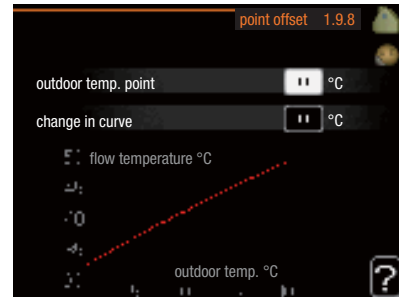 point offset 1.9.8
outdoor temp. point °C
change in curve °C
flow temperature °C
outdoor temp. °C
?